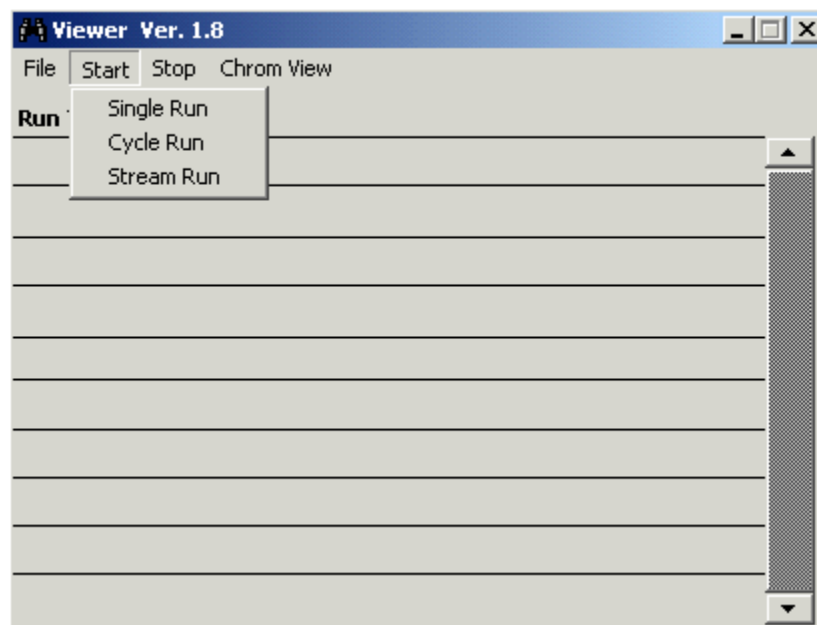 Viewer Ver. 1.8
File Start Stop Chrom View
Run
Single Run
Cycle Run
Stream Run